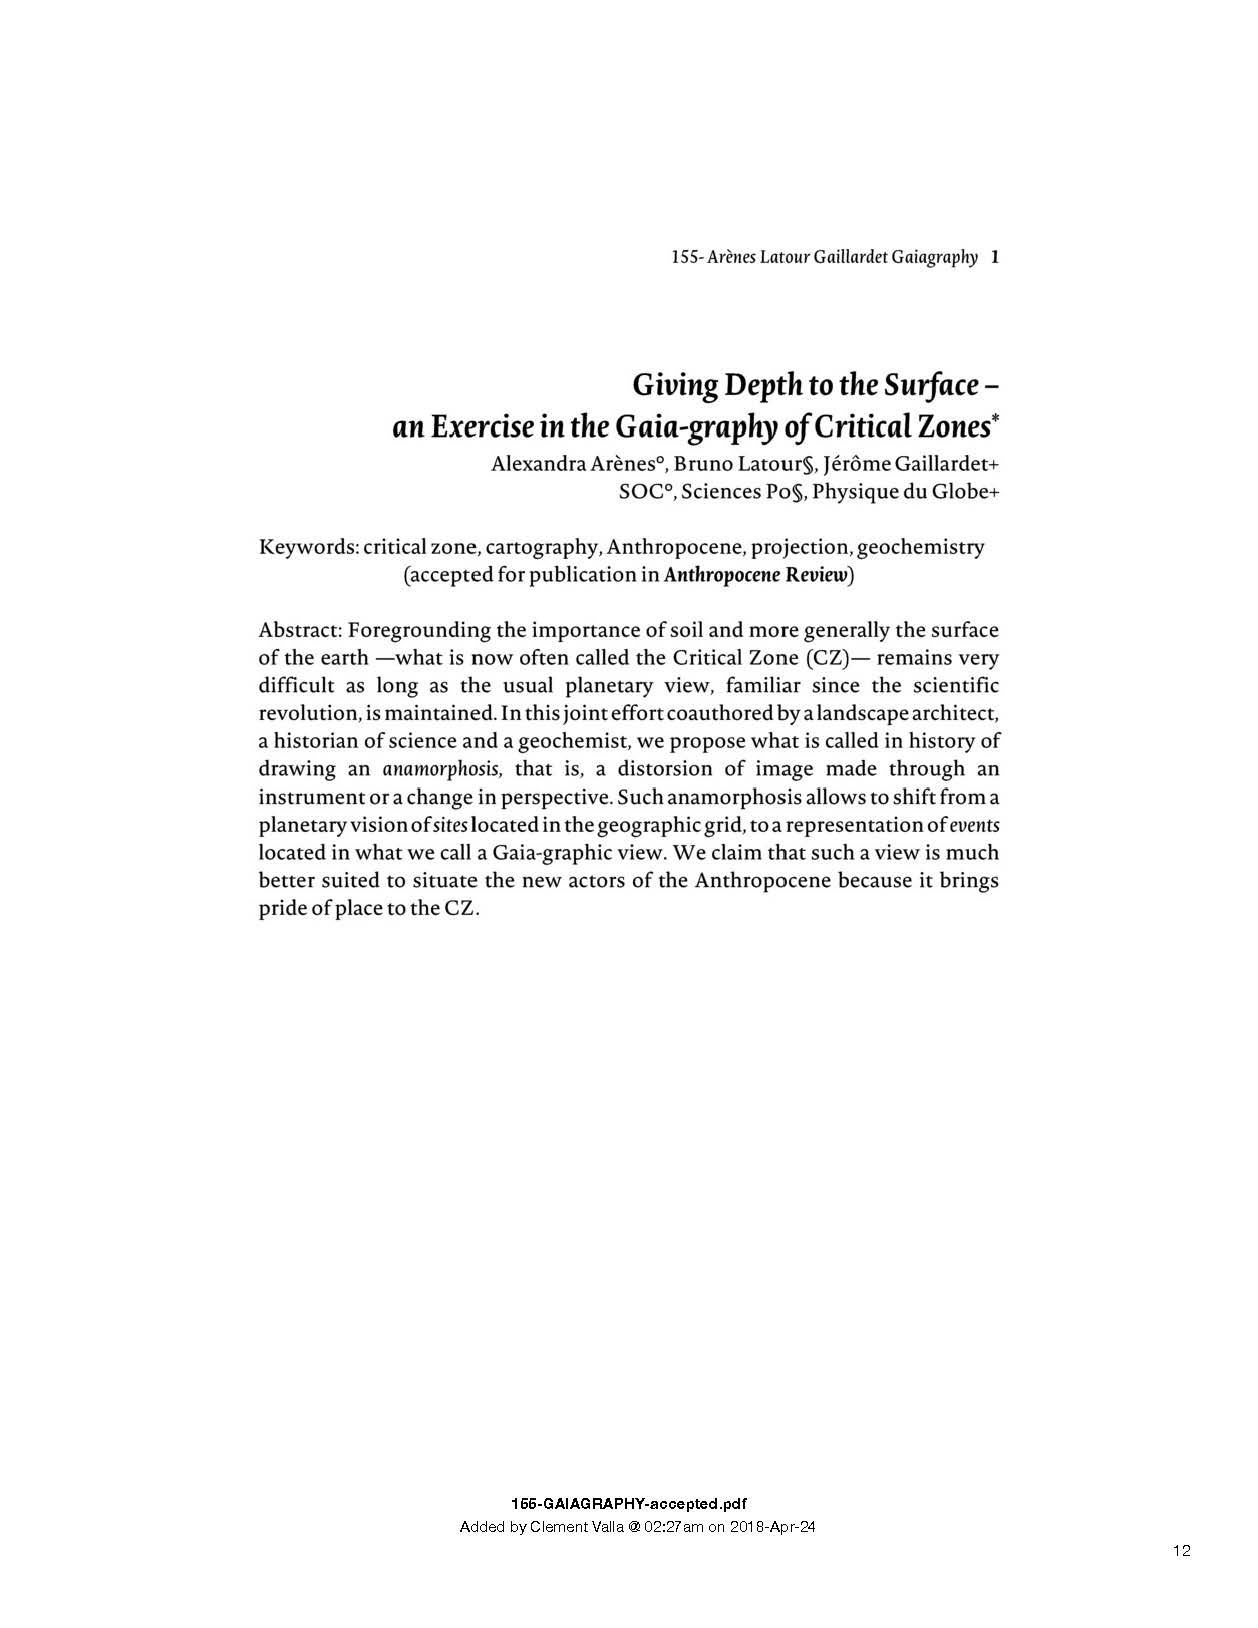 155- Arènes Latour Gaillardet Gaiagraphy 1
Giving Depth to the Surface –
an Exercise in the Gaia-graphy of Critical Zones*
Alexandra Arènes°, Bruno Latour§, Jérôme Gaillardet+
SOC°, Sciences Po§, Physique du Globe+
Keywords: critical zone, cartography, Anthropocene, projection, geochemistry
(accepted for publication in Anthropocene Review)
Abstract: Foregrounding the importance of soil and more generally the surface
of the earth —what is now often called the Critical Zone (CZ)— remains very
difficult as long as the usual planetary view, familiar since the scientific
revolution, is maintained. In this joint effort coauthored by a landscape architect,
a historian of science and a geochemist, we propose what is called in history of
drawing an anamorphosis, that is, a distorsion of image made through an
instrument or a change in perspective. Such anamorphosis allows to shift from a
planetary vision of sites located in the geographic grid, to a representation of events
located in what we call a Gaia-graphic view. We claim that such a view is much
better suited to situate the new actors of the Anthropocene because it brings
pride of place to the CZ.
155-GAIAGRAPHY-accepted.pdf
Added by Clement Valla @ 02:27am on 2018-Apr-24
12